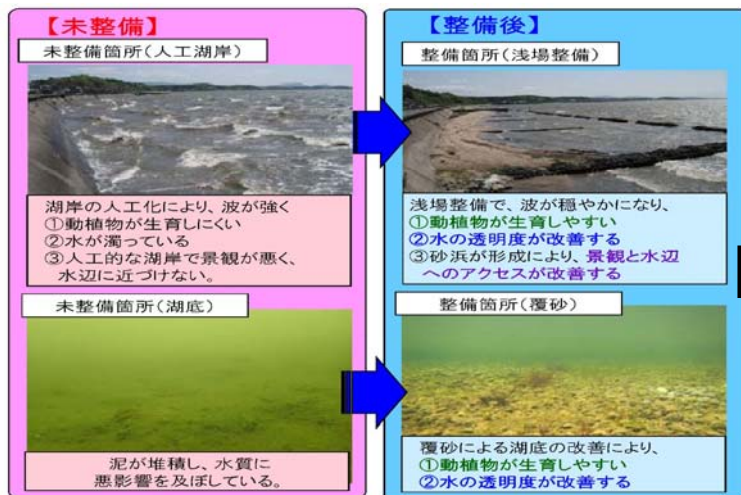 【未整備】
未整備箇所(人工湖岸)
湖岸の人工化により、波が強く
①動植物が生育しにくい
②水が濁っている
③人工的な湖岸で景観が悪く、
水辺に近づけない。
未整備箇所(湖底)
泥が堆積し、水質に
悪影響を及ぼしている。
【整備後】
整備箇所(浅場整備)
浅場整備で、波が穏やかになり、
①動植物が生育しやすい
②水の透明度が改善する
③砂浜が形成により、景観と水辺
へのアクセスが改善する
整備箇所(覆砂)
覆砂による湖底の改善により、
①動植物が生育しやすい
②水の透明度が改善する